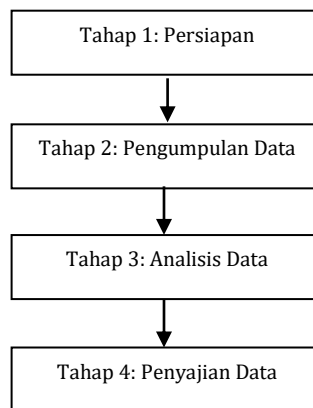 Tahap 1: Persiapan
Tahap 2: Pengumpulan Data
Tahap 3: Analisis Data
Tahap 4: Penyajian Data